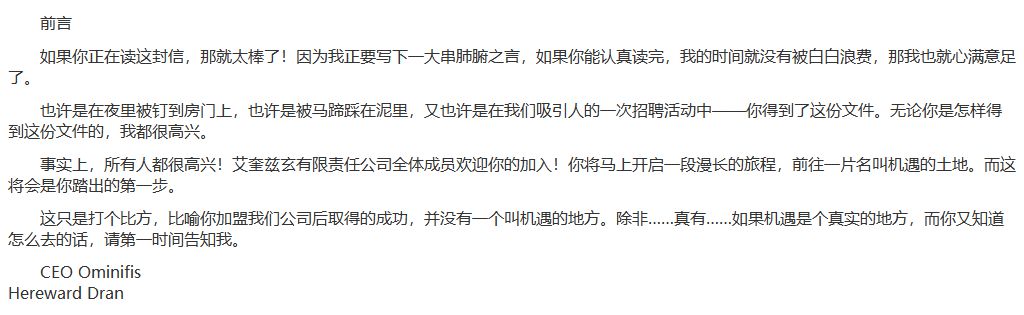 前言
如果你正在读这封信，那就太棒了！因为我正要写下一大串肺腑之言，如果你能认真读完，我的时间就没有被白白浪费，那我也就心满意足
了。
也许是在夜里被钉到房门上，也许是被马蹄踩在泥里，又也许是在我们吸引人的一次招聘活动中——你得到了这份文件。无论你是怎样得
到这份文件的，我都很高兴。
事实上，所有人都很高兴！艾奎兹玄有限责任公司全体成员欢迎你的加入！你将马上开启一段漫长的旅程，前往一片名叫机遇的土地。而这
将会是你踏出的第一步。
这只是打个比方，比喻你加盟我们公司后取得的成功，并没有一个叫机遇的地方。除非……真有……如果机遇是个真实的地方，而你又知道
怎么去的话，请第一时间告知我。
CEO Ominifis
Hereward Dran